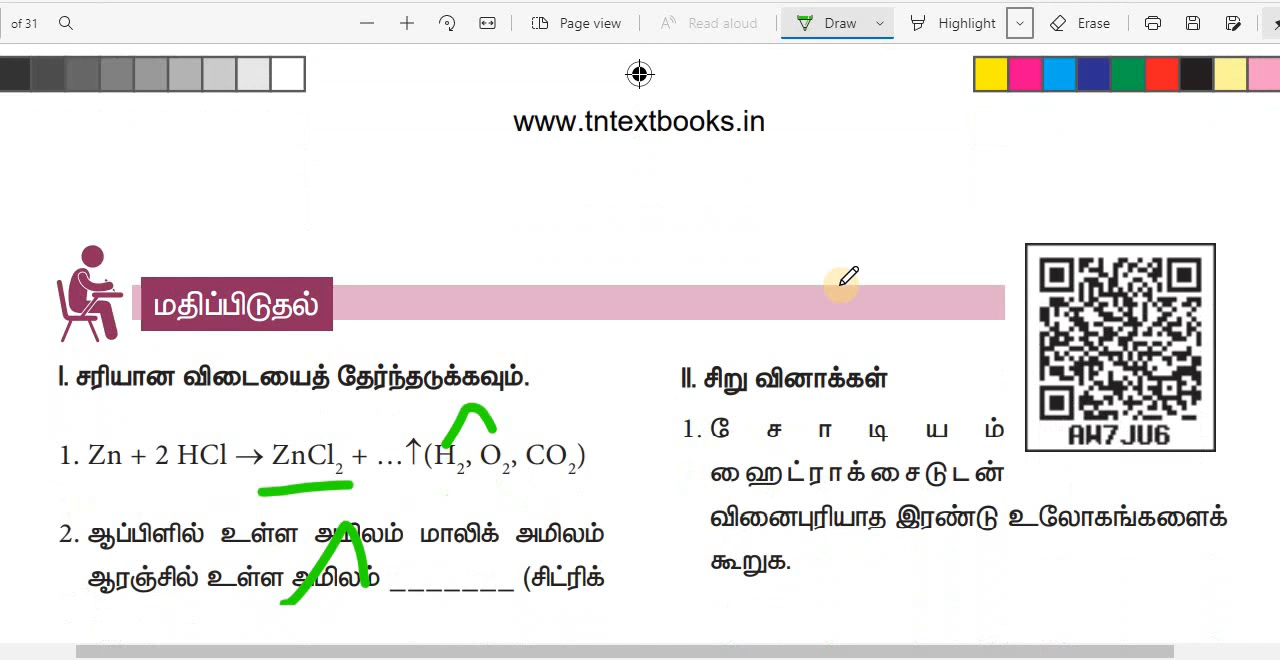 of 31 Page view Read aloud Draw Highlight Erase
www.tntextbooks.in
மதிப்பிடுதல்
I. சரியான விடையைத் தேர்ந்தடுக்கவும்.
1. Zn + 2 HCl → ZnCl₂ + ...↑(H₂, O₂, CO₂)
2. ஆப்பிளில் உள்ள அமிலம் மாலிக் அமிலம்
ஆரஞ்சில் உள்ள அமிலம் _______ (சிட்ரிக்
II. சிறு வினாக்கள்
1. சோடியம்
ஹைட்ராக்சைடுடன்
வினைபுரியாத இரண்டு உலோகங்களைக்
கூறுக.
AW7JU6